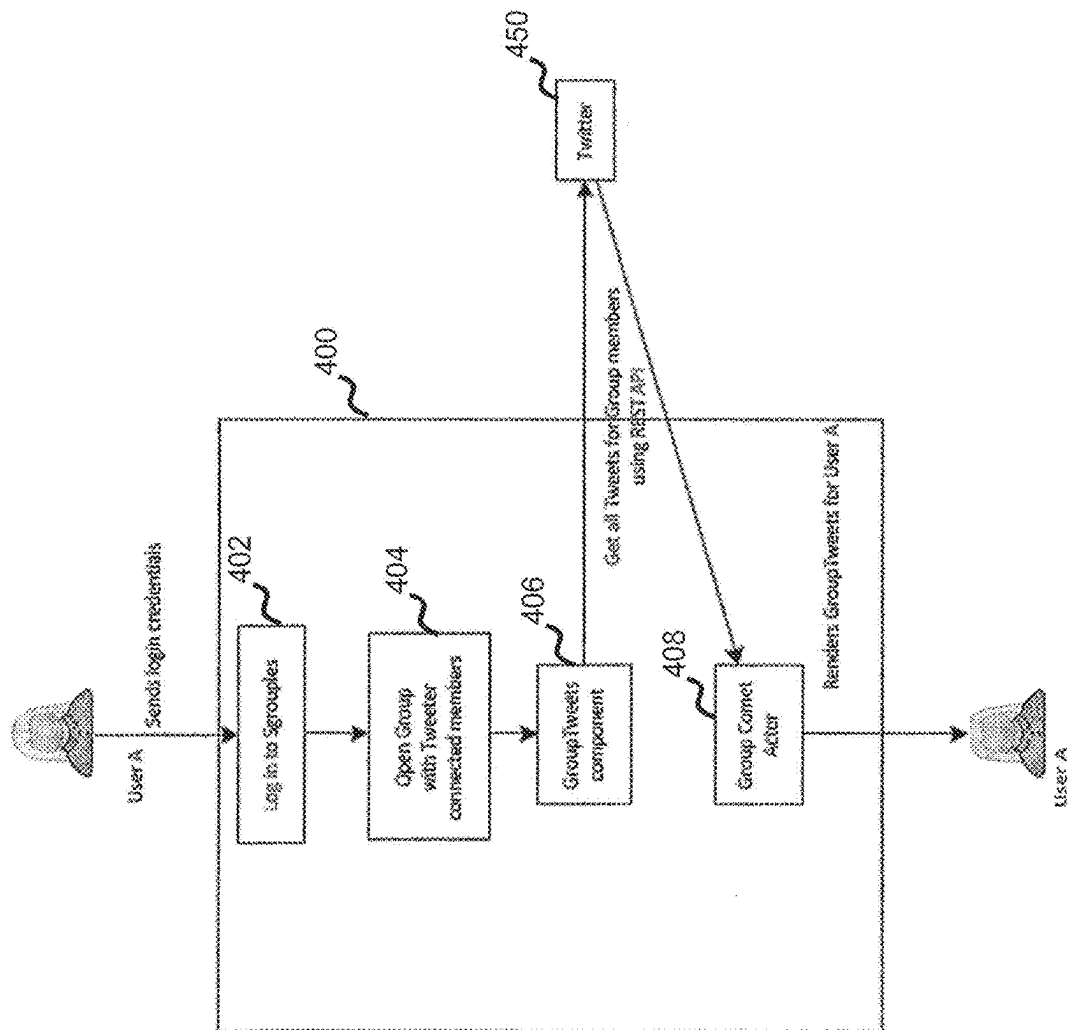 User A
Sends login credentials
400
402
Log in to Sgrouples
404
Open Group
with Tweeter
connected members
406
GroupTweets
component
Get all Tweets for Group members
using REST API
450
Twitter
408
Group Comet
Actor
Renders GroupTweets for User A
User A